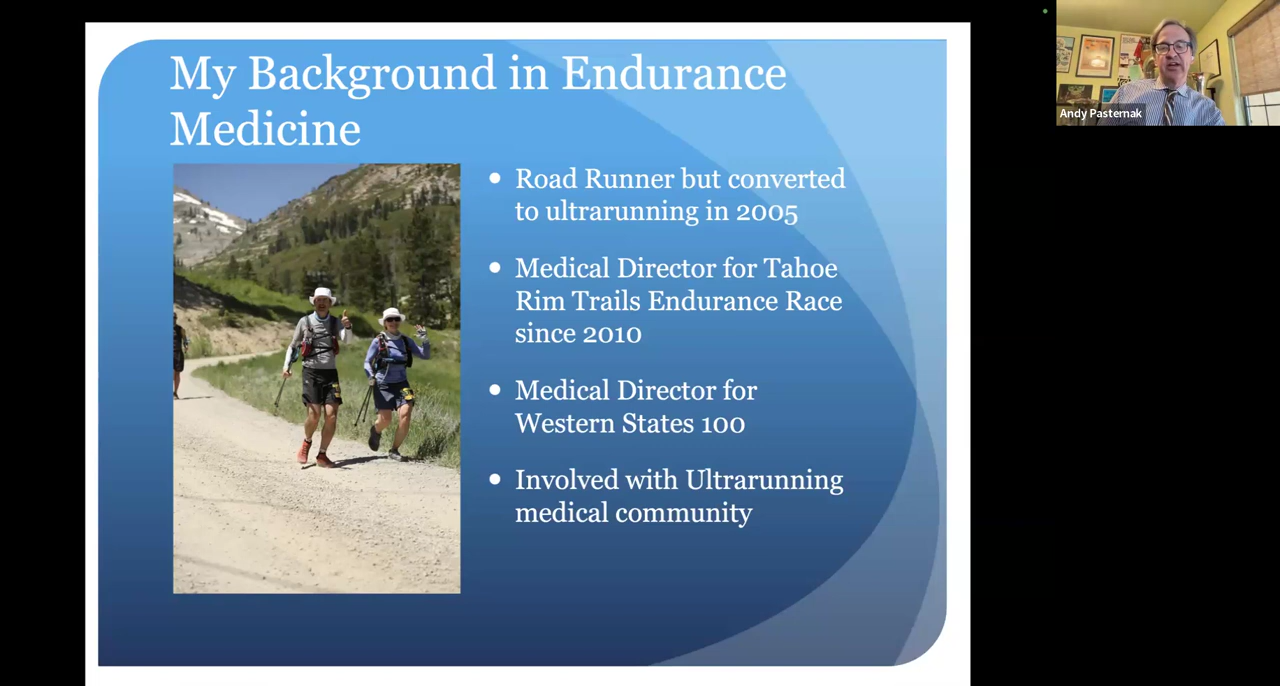 My Background in Endurance
Medicine
Road Runner but converted
to ultrarunning in 2005
Medical Director for Tahoe
Rim Trails Endurance Race
since 2010
Medical Director for
Western States 100
Involved with Ultrarunning
medical community
Andy Pasternak